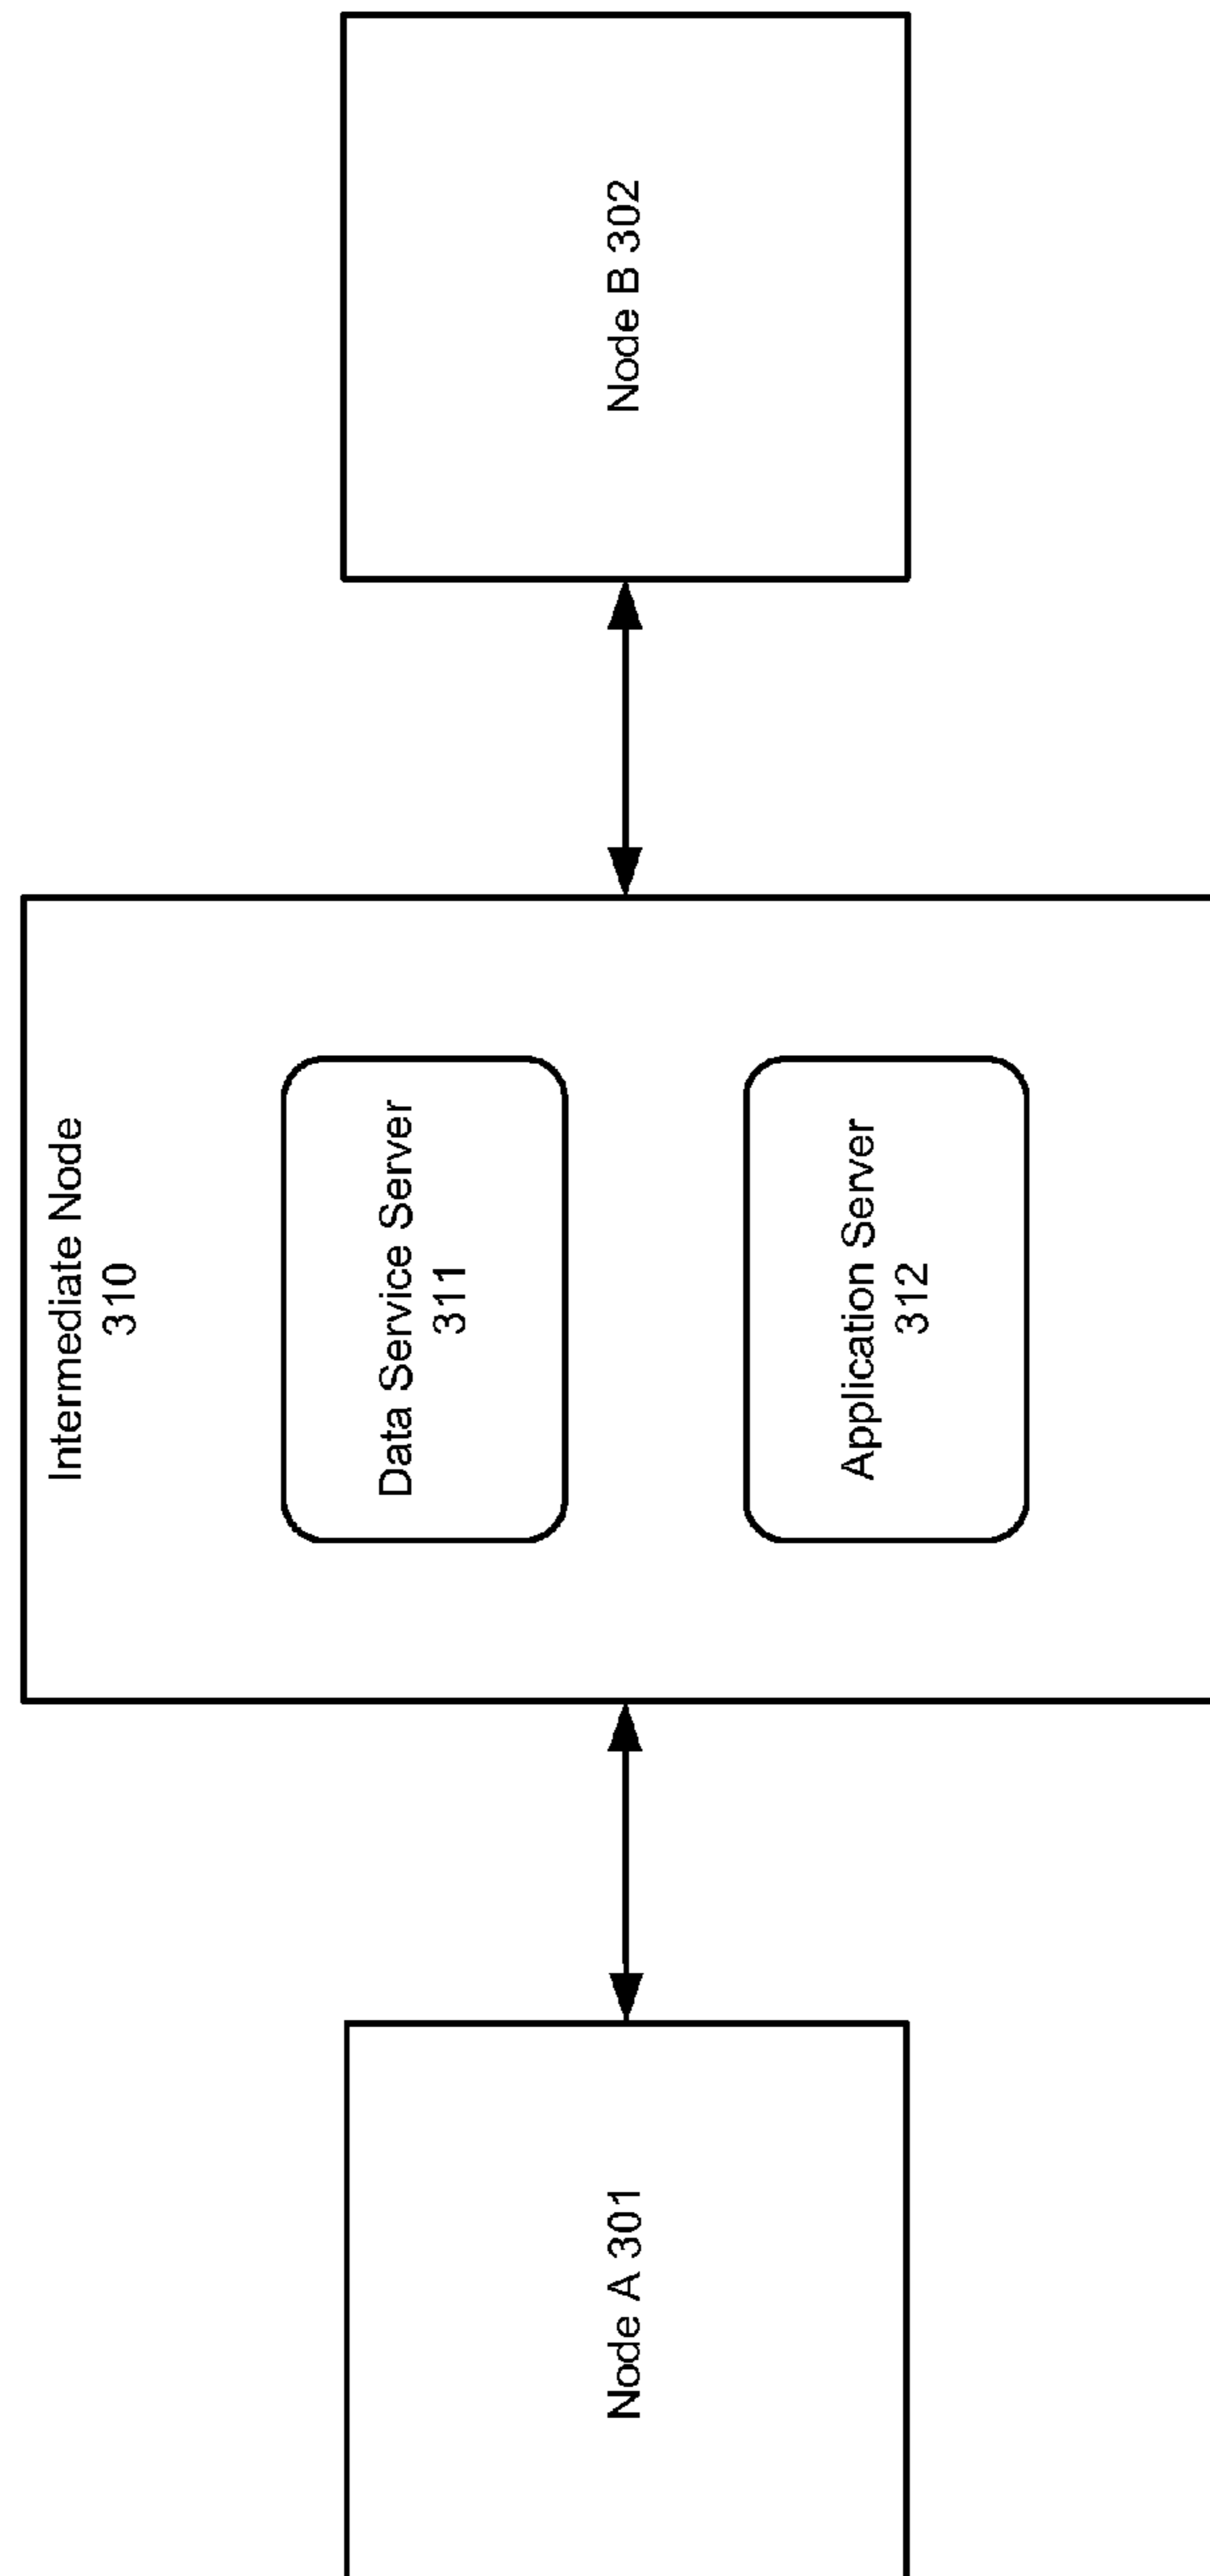 Node A 301
Intermediate Node
310
Data Service Server
311
Application Server
312
Node B 302